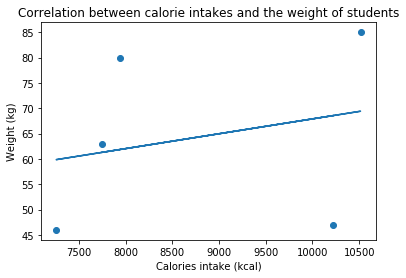 Correlation between calorie intakes and the weight of students
85
80
75
70
65
60
55
50
45
Weight (kg)
7500 8000 8500 9000 9500 10000 10500
Calories intake (kcal)